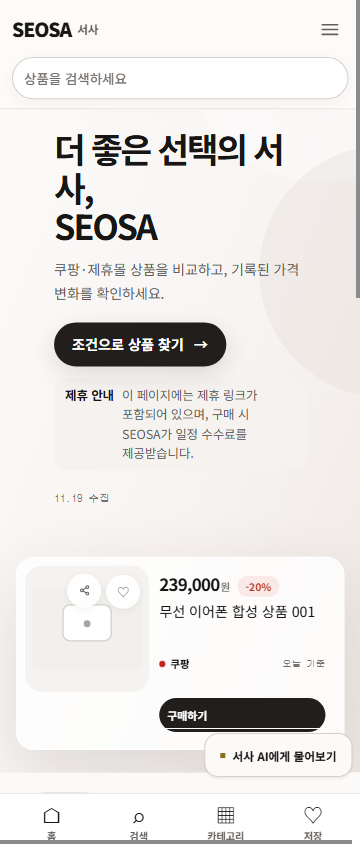 SEOSA 서사
상품을 검색하세요
더 좋은 선택의 서
사,
SEOSA
쿠팡·제휴몰 상품을 비교하고, 기록된 가격
변화를 확인하세요.
조건으로 상품 찾기 →
제휴 안내 이 페이지에는 제휴 링크가
포함되어 있으며, 구매 시
SEOSA가 일정 수수료를
제공받습니다.
11.19 수집
239,000원 -20%
무선 이어폰 합성 상품 001
쿠팡 오늘 기준
구매하기
서사 AI에게 물어보기
홈 검색 카테고리 저장